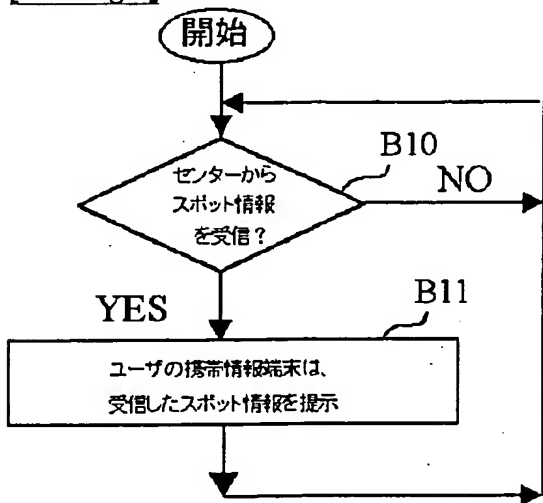 開始
B10
センターから
スポット情報
を受信？
NO
YES
B11
ユーザの携帯情報端末は、
受信したスポット情報を提示